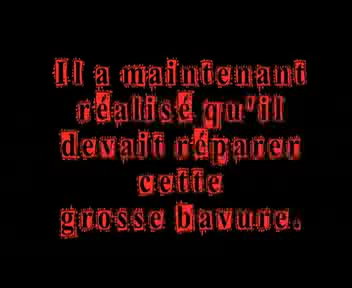 Il a maintenant
réalisé qu'il
devait réparer
cette
grosse bavure.